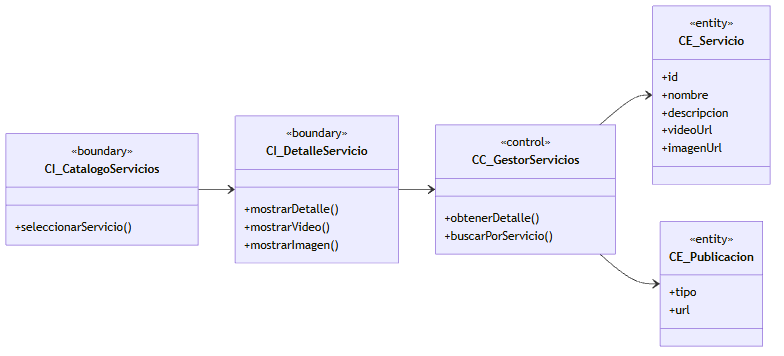 «boundary»
CI_CatalogoServicios
+seleccionarServicio()
«boundary»
CI_DetalleServicio
+mostrarDetalle()
+mostrarVideo()
+mostrarImagen()
«control»
CC_GestorServicios
+obtenerDetalle()
+buscarPorServicio()
«entity»
CE_Servicio
+id
+nombre
+descripcion
+videoUrl
+imagenUrl
«entity»
CE_Publicacion
+tipo
+url